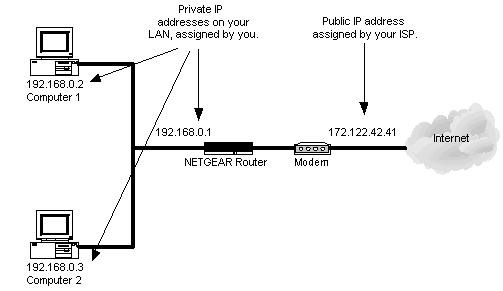 Private IP
addresses on your
LAN, assigned by you.
Public IP address
assigned by your ISP.
192.168.0.2
Computer 1
192.168.0.1
172.122.42.41
Internet
NETGEAR Router
Modem
192.168.0.3
Computer 2